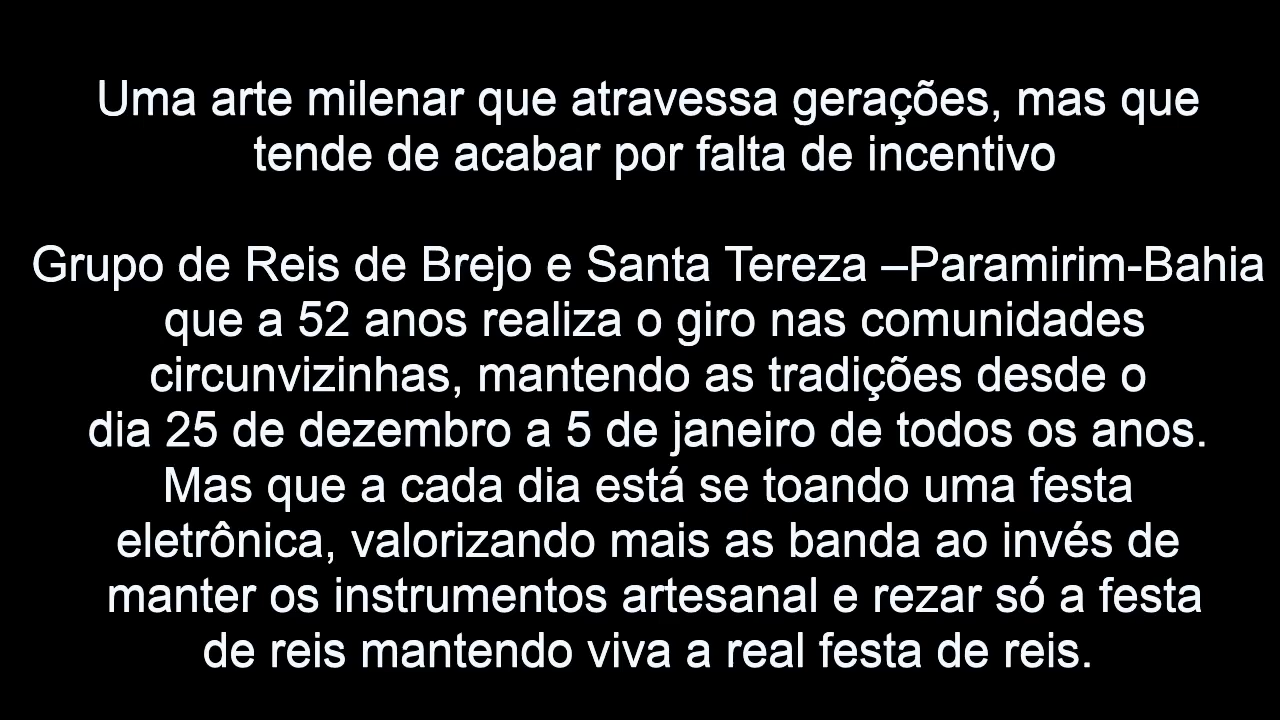 Uma arte milenar que atravessa gerações, mas que
tende de acabar por falta de incentivo
Grupo de Reis de Brejo e Santa Tereza –Paramirim-Bahia
que a 52 anos realiza o giro nas comunidades
circunvizinhas, mantendo as tradições desde o
dia 25 de dezembro a 5 de janeiro de todos os anos.
Mas que a cada dia está se toando uma festa
eletrônica, valorizando mais as banda ao invés de
manter os instrumentos artesanal e rezar só a festa
de reis mantendo viva a real festa de reis.